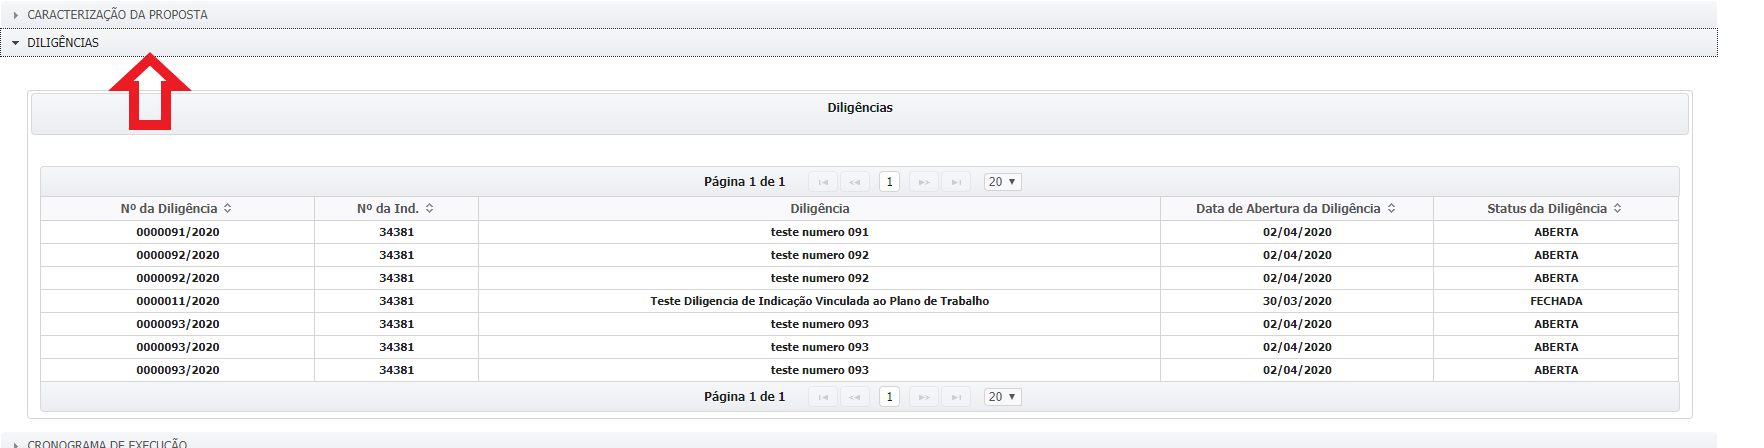 CARACTERIZAÇÃO DA PROPOSTA
DILIGÊNCIAS
Diligências
Página 1 de 1 1 20
Nº da Diligência Nº da Ind. Diligência Data de Abertura da Diligência Status da Diligência
0000091/2020 34381 teste numero 091 02/04/2020 ABERTA
0000092/2020 34381 teste numero 092 02/04/2020 ABERTA
0000092/2020 34381 teste numero 092 02/04/2020 ABERTA
0000011/2020 34381 Teste Diligencia de Indicação Vinculada ao Plano de Trabalho 30/03/2020 FECHADA
0000093/2020 34381 teste numero 093 02/04/2020 ABERTA
0000093/2020 34381 teste numero 093 02/04/2020 ABERTA
0000093/2020 34381 teste numero 093 02/04/2020 ABERTA
Página 1 de 1 1 20
CRONOGRAMA DE EXECUÇÃO